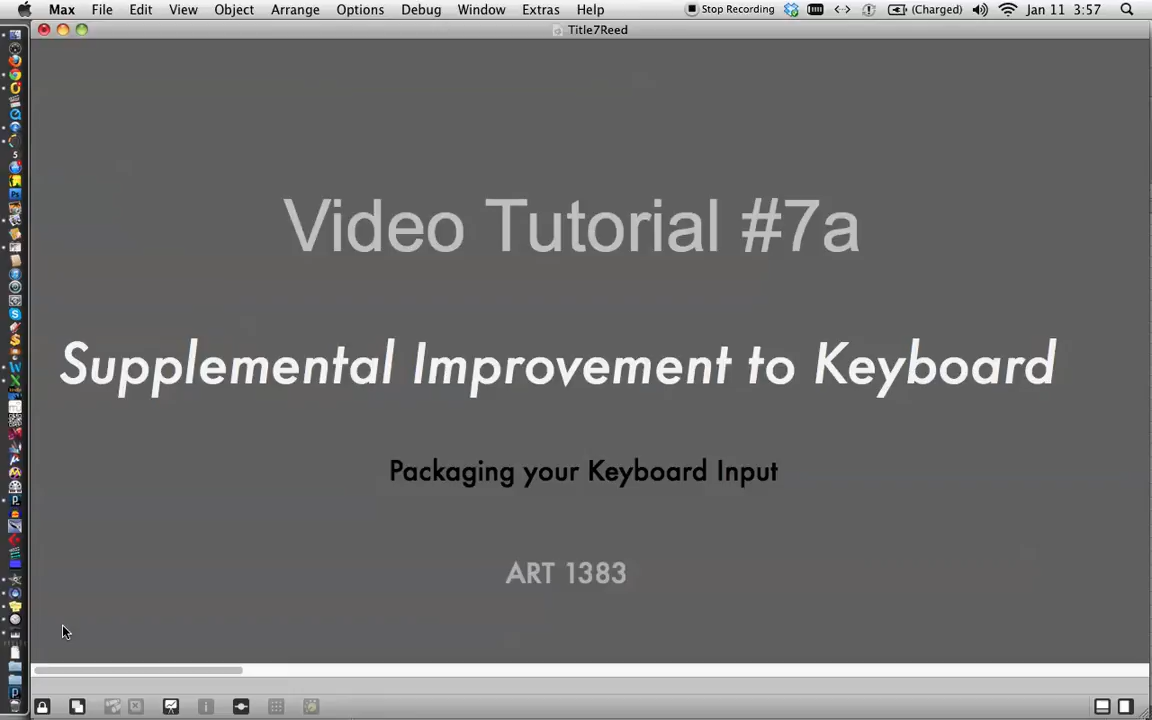 Max File Edit View Object Arrange Options Debug Window Extras Help Stop Recording (Charged) Jan 11 3:57
Title7Reed
Video Tutorial #7a
Supplemental Improvement to Keyboard
Packaging your Keyboard Input
ART 1383